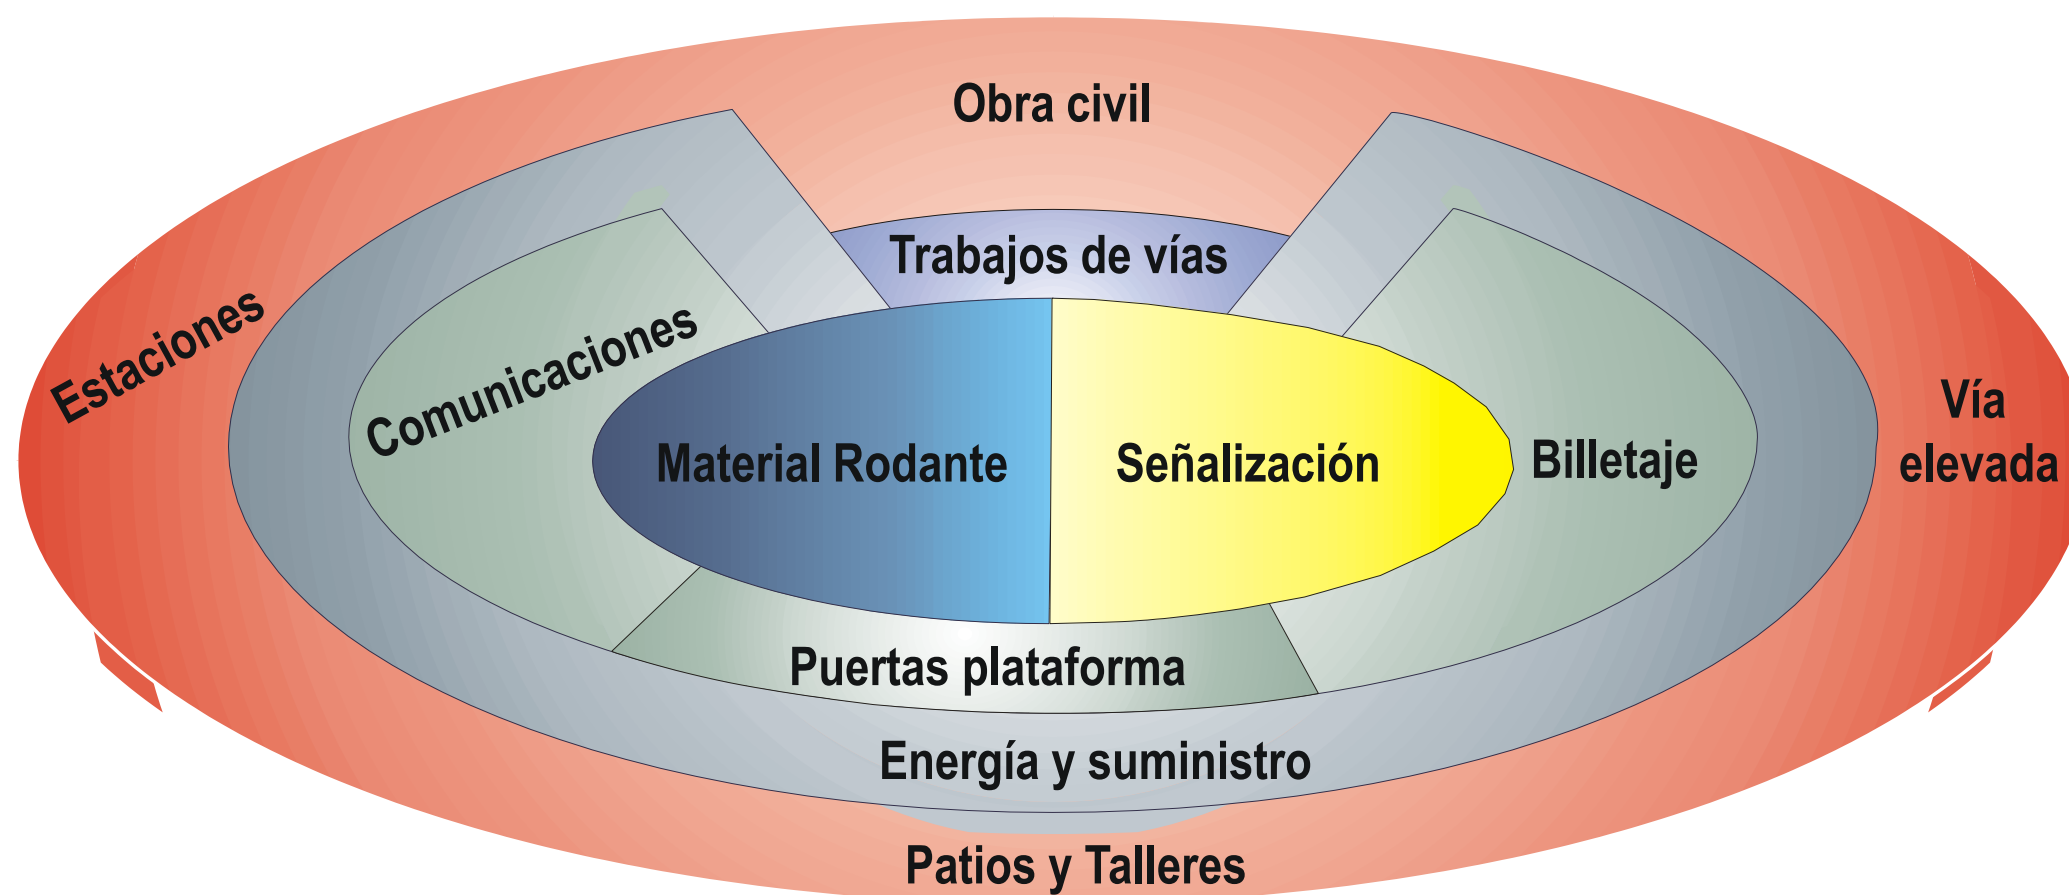 Obra civil
Trabajos de vías
Estaciones
Comunicaciones
Material Rodante
Señalización
Billetaje
Vía
elevada
Puertas plataforma
Energía y suministro
Patios y Talleres